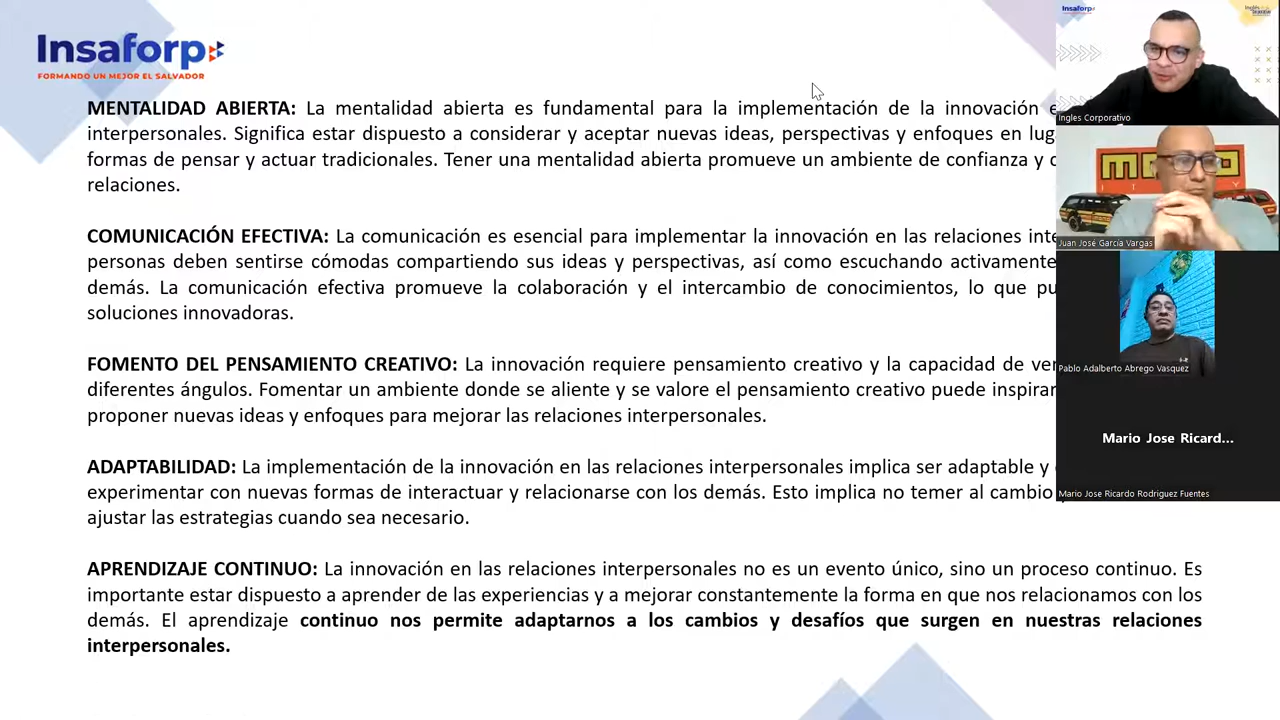 Insaforp
FORMANDO UN MEJOR EL SALVADOR
MENTALIDAD ABIERTA: La mentalidad abierta es fundamental para la implementación de la innovación
interpersonales. Significa estar dispuesto a considerar y aceptar nuevas ideas, perspectivas y enfoques en
formas de pensar y actuar tradicionales. Tener una mentalidad abierta promueve un ambiente de confianza y
relaciones.
COMUNICACIÓN EFECTIVA: La comunicación es esencial para implementar la innovación en las relaciones
personas deben sentirse cómodas compartiendo sus ideas y perspectivas, así como escuchando activamente
demás. La comunicación efectiva promueve la colaboración y el intercambio de conocimientos, lo que
soluciones innovadoras.
FOMENTO DEL PENSAMIENTO CREATIVO: La innovación requiere pensamiento creativo y la capacidad de
diferentes ángulos. Fomentar un ambiente donde se aliente y se valore el pensamiento creativo puede inspirar
proponer nuevas ideas y enfoques para mejorar las relaciones interpersonales.
ADAPTABILIDAD: La implementación de la innovación en las relaciones interpersonales implica ser adaptable y
experimentar con nuevas formas de interactuar y relacionarse con los demás. Esto implica no temer al cambio
ajustar las estrategias cuando sea necesario.
APRENDIZAJE CONTINUO: La innovación en las relaciones interpersonales no es un evento único, sino un proceso continuo. Es
importante estar dispuesto a aprender de las experiencias y a mejorar constantemente la forma en que nos relacionamos con los
demás. El aprendizaje continuo nos permite adaptarnos a los cambios y desafíos que surgen en nuestras relaciones
interpersonales.
Insaforp
Ingles Corporativo
Juan José García Vargas
Pablo Adalberto Abrego Vasquez
Mario Jose Ricard...
Mario Jose Ricardo Rodriguez Fuentes